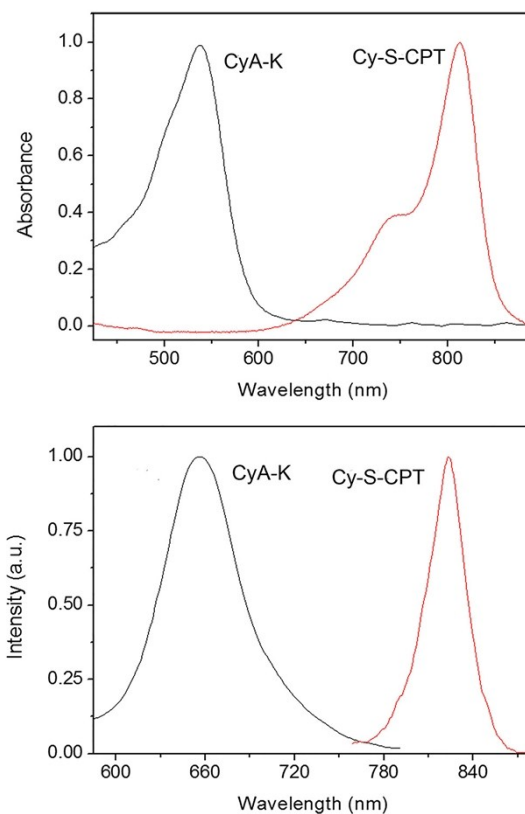 CyA-K
Cy-S-CPT
Absorbance
1.0
0.8
0.6
0.4
0.2
0.0
500
600
700
800
Wavelength (nm)
CyA-K
Cy-S-CPT
Intensity (a.u.)
1.00
0.75
0.50
0.25
0.00
600
660
720
780
840
Wavelength (nm)